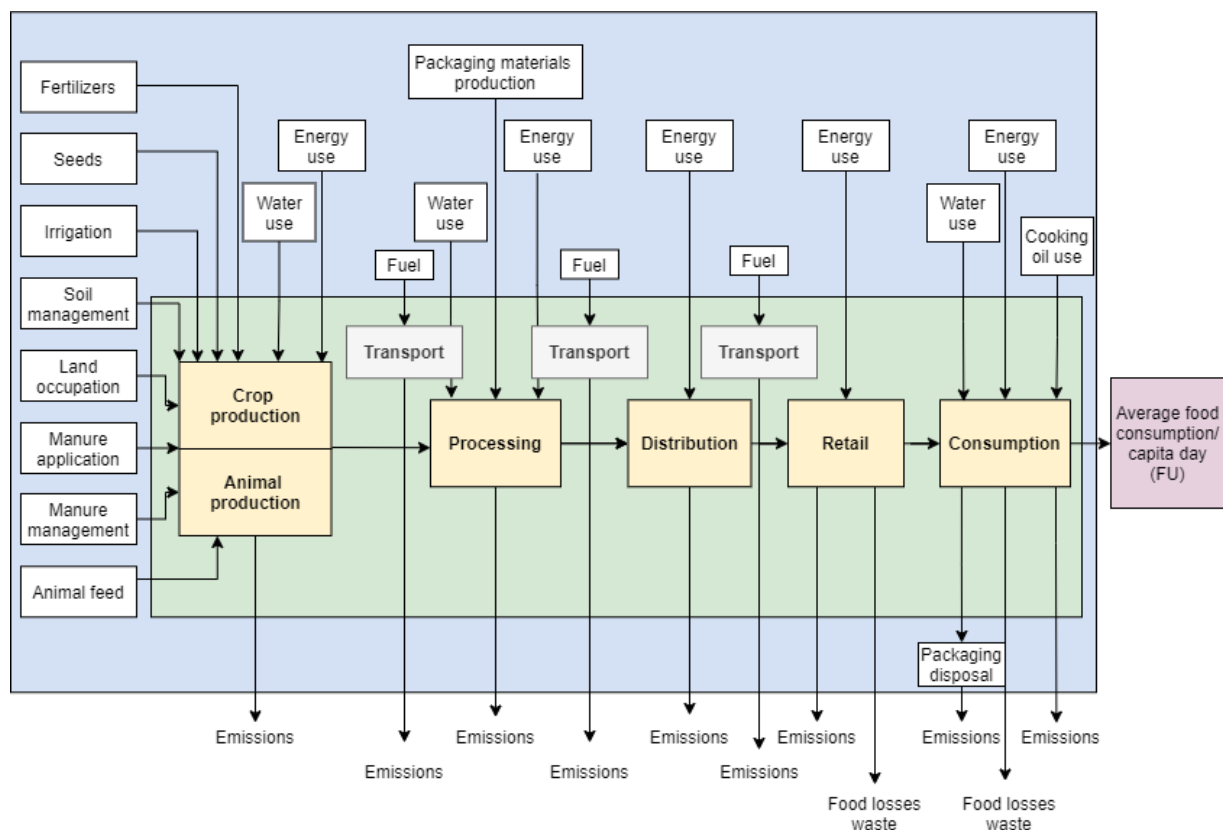 Fertilizers
Seeds
Irrigation
Soil
management
Land
occupation
Manure
application
Manure
management
Animal feed
Water
use
Energy
use
Packaging materials
production
Fuel
Water
use
Energy
use
Fuel
Energy
use
Fuel
Energy
use
Water
use
Energy
use
Cooking
oil use
Crop
production
Animal
production
Transport
Processing
Transport
Distribution
Transport
Retail
Consumption
Average food
consumption/
capita day
(FU)
Packaging
disposal
Emissions
Emissions
Emissions
Emissions
Emissions
Emissions
Emissions
Food losses
waste
Emissions
Food losses
waste
Emissions